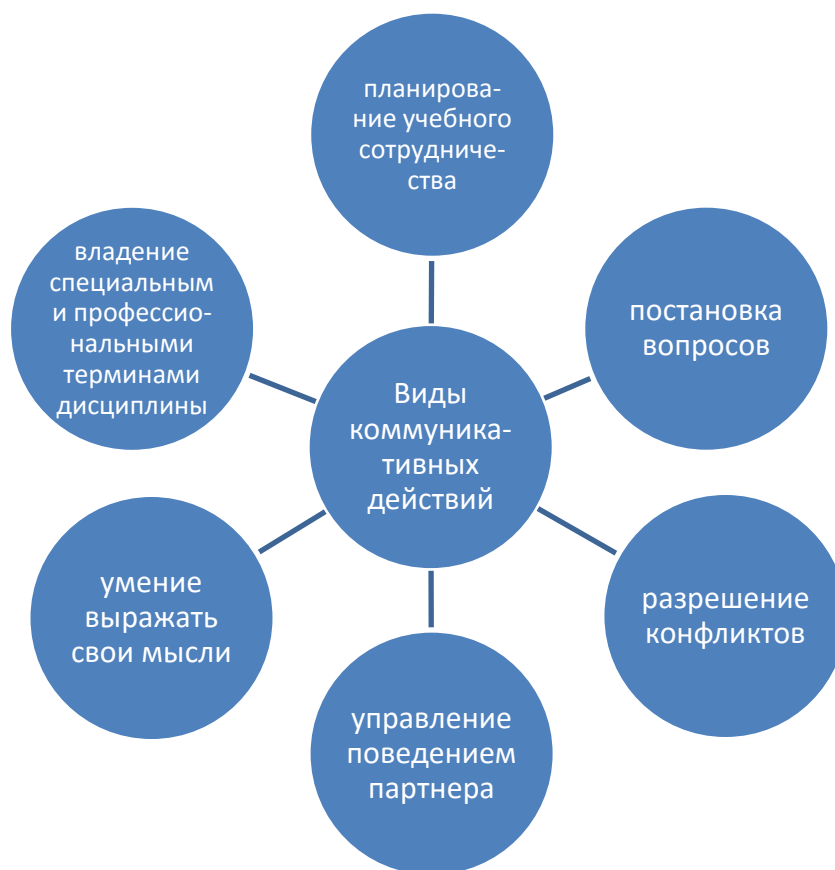 планирова-
ние учебного
сотрудниче-
ства
владение
специальным
и профессио-
нальными
терминами
дисциплины
постановка
вопросов
Виды
коммуника-
тивных
действий
умение
выражать
свои мысли
разрешение
конфликтов
управление
поведением
партнера